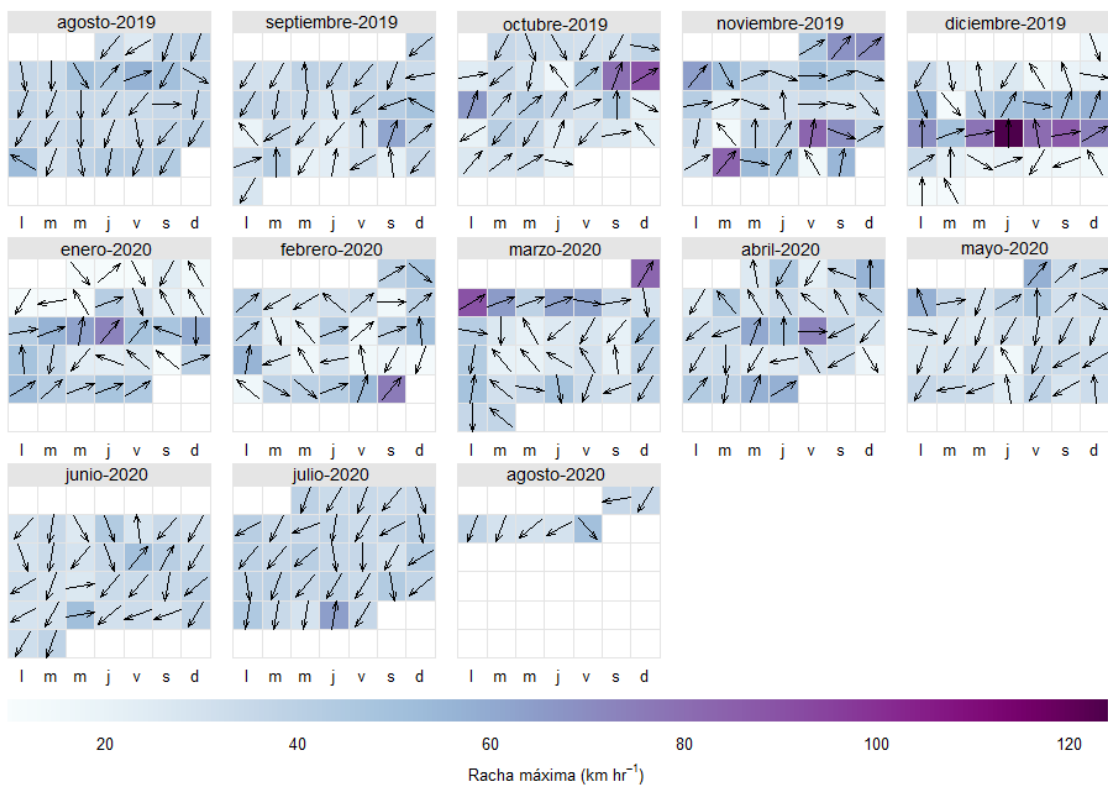 agosto-2019 septiembre-2019 octubre-2019 noviembre-2019 diciembre-2019
l m m j v s d l m m j v s d l m m j v s d l m m j v s d l m m j v s d
enero-2020 febrero-2020 marzo-2020 abril-2020 mayo-2020
l m m j v s d l m m j v s d l m m j v s d l m m j v s d l m m j v s d
junio-2020 julio-2020 agosto-2020
l m m j v s d l m m j v s d l m m j v s d
20 40 60 80 100 120
Racha máxima (km hr⁻¹)